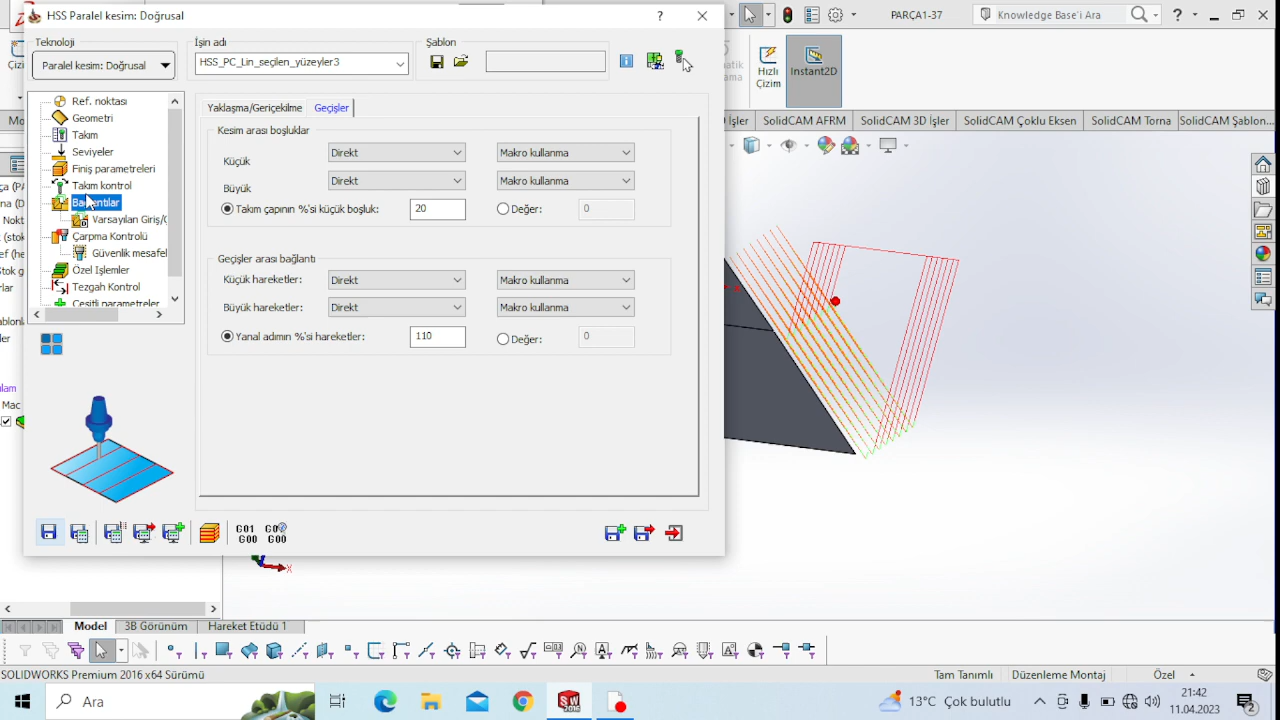 HSS Paralel kesim: Doğrusal
?
PARÇA1-37
Knowledge Base'i Ara
Teknoloji
Paralel kesim: Doğrusal
İşin adı
HSS_PC_Lin_seçilen_yüzeyler3
Şablon
Hızlı
Çizim
Instant2D
Çizi
SolidCAM AFRM
SolidCAM 3D İşler
SolidCAM Çoklu Eksen
SolidCAM Torna
SolidCAM Şablon...
Ref. noktası
Geometri
Takım
Seviyeler
Finiş parametreleri
Takım kontrol
Varsayılan Giriş/Ç
Çarpma Kontrolü
Güvenlik mesafel
Özel İşlemler
Tezgah Kontrol
Çeşitli parametreler
Yaklaşma/Geriçekilme
Geçişler
Kesim arası boşluklar
Küçük
Direkt
Makro kullanma
Büyük
Direkt
Makro kullanma
Takım çapının %'si küçük boşluk:
20
Değer:
0
Geçişler arası bağlantı
Küçük hareketler:
Direkt
Makro kullanma
Büyük hareketler:
Direkt
Makro kullanma
Yanal adımın %'si hareketler:
110
Değer:
0
G01
G00
G0
G00
X
Model
3B Görünüm
Hareket Etüdü 1
SOLIDWORKS Premium 2016 x64 Sürümü
Tam Tanımlı
Düzenleme Montaj
Özel
Ara
13°C Çok bulutlu
21:42
11.04.2023
2